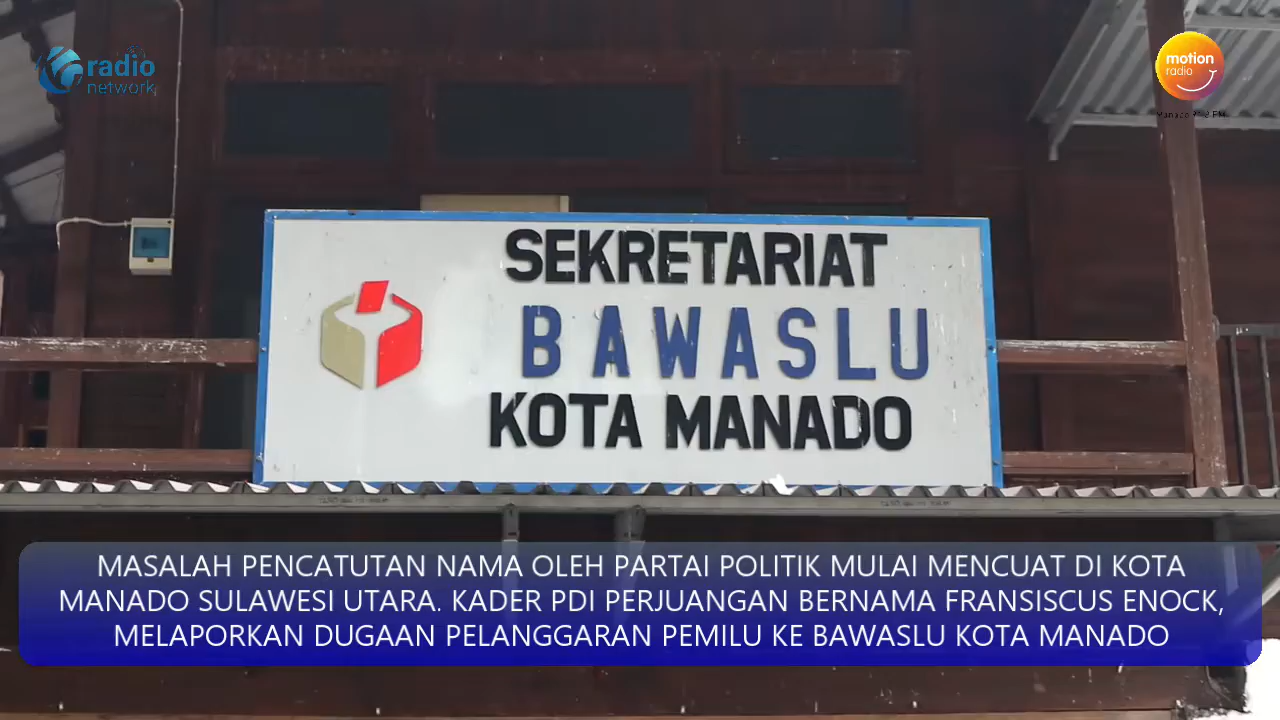 radio
network
motion
radio
SEKRETARIAT
BAWASLU
KOTA MANADO
MASALAH PENCATUTAN NAMA OLEH PARTAI POLITIK MULAI MENCUAT DI KOTA
MANADO SULAWESI UTARA. KADER PDI PERJUANGAN BERNAMA FRANSISCUS ENOCK,
MELAPORKAN DUGAAN PELANGGARAN PEMILU KE BAWASLU KOTA MANADO